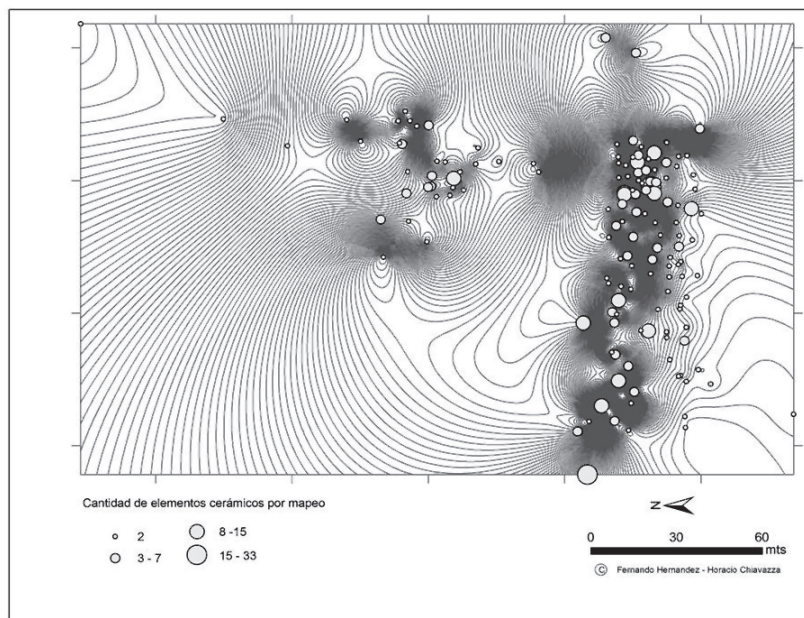 Cantidad de elementos cerámicos por mapeo
2
8 -15
3 - 7
15 - 33
N
0 30 60
mts
© Fernando Hernandez - Horacio Chiavazza